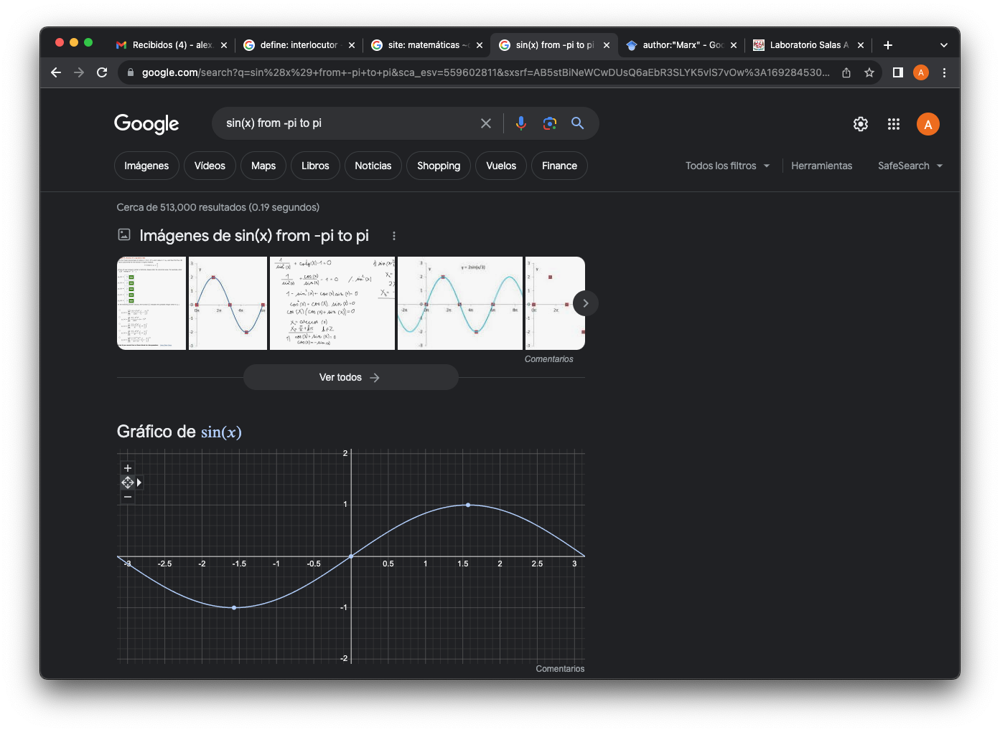 Recibidos (4) - alex
define: interlocutor
site: matemáticas ~
sin(x) from -pi to pi
author:"Marx" - Goo
Laboratorio Salas A
google.com/search?q=sin%28x%29+from+-pi+to+pi&sca_esv=559602811&sxsrf=AB5stBiNeWCwDUsQ6aEbR3SLYK5vlS7vOw%3A169284530...
A
Google
sin(x) from -pi to pi
A
Imágenes
Vídeos
Maps
Libros
Noticias
Shopping
Vuelos
Finance
Todos los filtros
Herramientas
SafeSearch
Cerca de 513,000 resultados (0.19 segundos)
Imágenes de sin(x) from -pi to pi
y = 2sin(x/3)
Comentarios
Ver todos
Gráfico de sin(x)
2
1
-3 -2.5 -2 -1.5 -1 -0.5 0.5 1 1.5 2 2.5 3
-1
-2
Comentarios